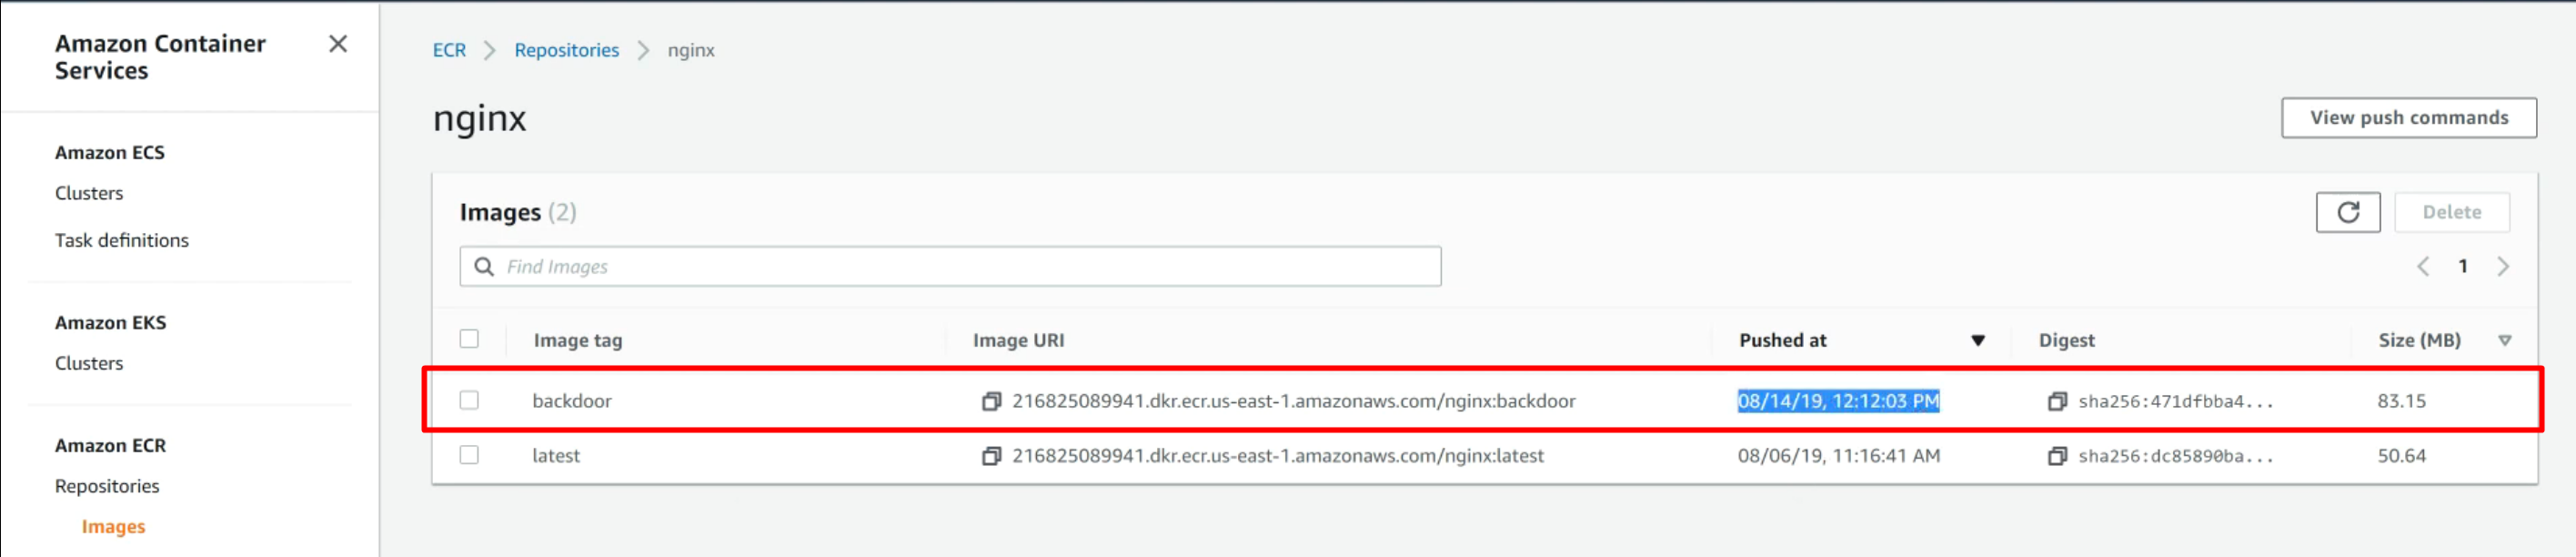 Amazon Container
Services
Amazon ECS
Clusters
Task definitions
Amazon EKS
Clusters
Amazon ECR
Repositories
Images
ECR > Repositories > nginx
nginx
View push commands
Images (2)
Delete
Find Images
1
Image tag Image URI Pushed at Digest Size (MB)
backdoor 216825089941.dkr.ecr.us-east-1.amazonaws.com/nginx:backdoor 08/14/19, 12:12:03 PM sha256:471dfbba4... 83.15
latest 216825089941.dkr.ecr.us-east-1.amazonaws.com/nginx:latest 08/06/19, 11:16:41 AM sha256:dc85890ba... 50.64